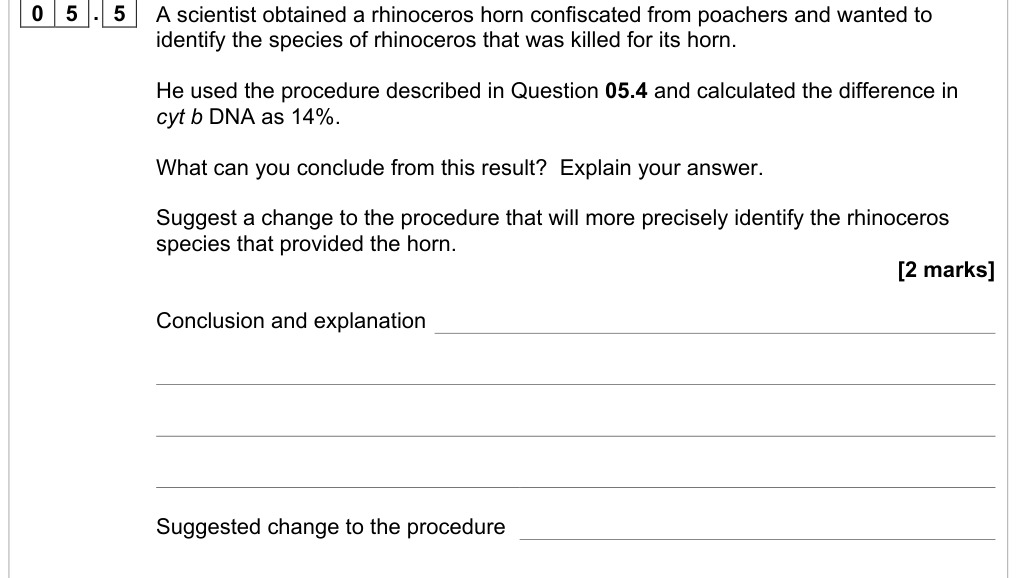 0 5 . 5 A scientist obtained a rhinoceros horn confiscated from poachers and wanted to
identify the species of rhinoceros that was killed for its horn.
He used the procedure described in Question 05.4 and calculated the difference in
cyt b DNA as 14%.
What can you conclude from this result? Explain your answer.
Suggest a change to the procedure that will more precisely identify the rhinoceros
species that provided the horn.
[2 marks]
Conclusion and explanation
Suggested change to the procedure